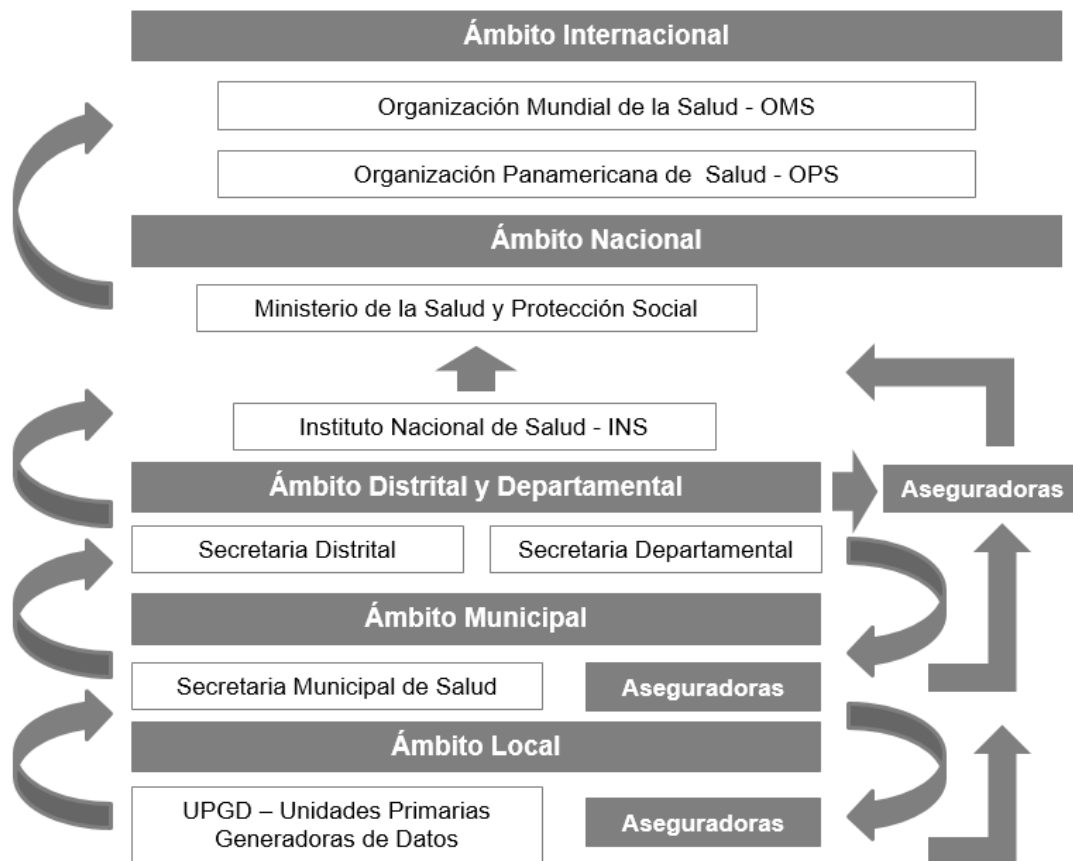 Ámbito Internacional
Organización Mundial de la Salud - OMS
Organización Panamericana de Salud - OPS
Ámbito Nacional
Ministerio de la Salud y Protección Social
Instituto Nacional de Salud - INS
Ámbito Distrital y Departamental
Aseguradoras
Secretaria Distrital
Secretaria Departamental
Ámbito Municipal
Secretaria Municipal de Salud
Aseguradoras
Ámbito Local
UPGD – Unidades Primarias
Generadoras de Datos
Aseguradoras